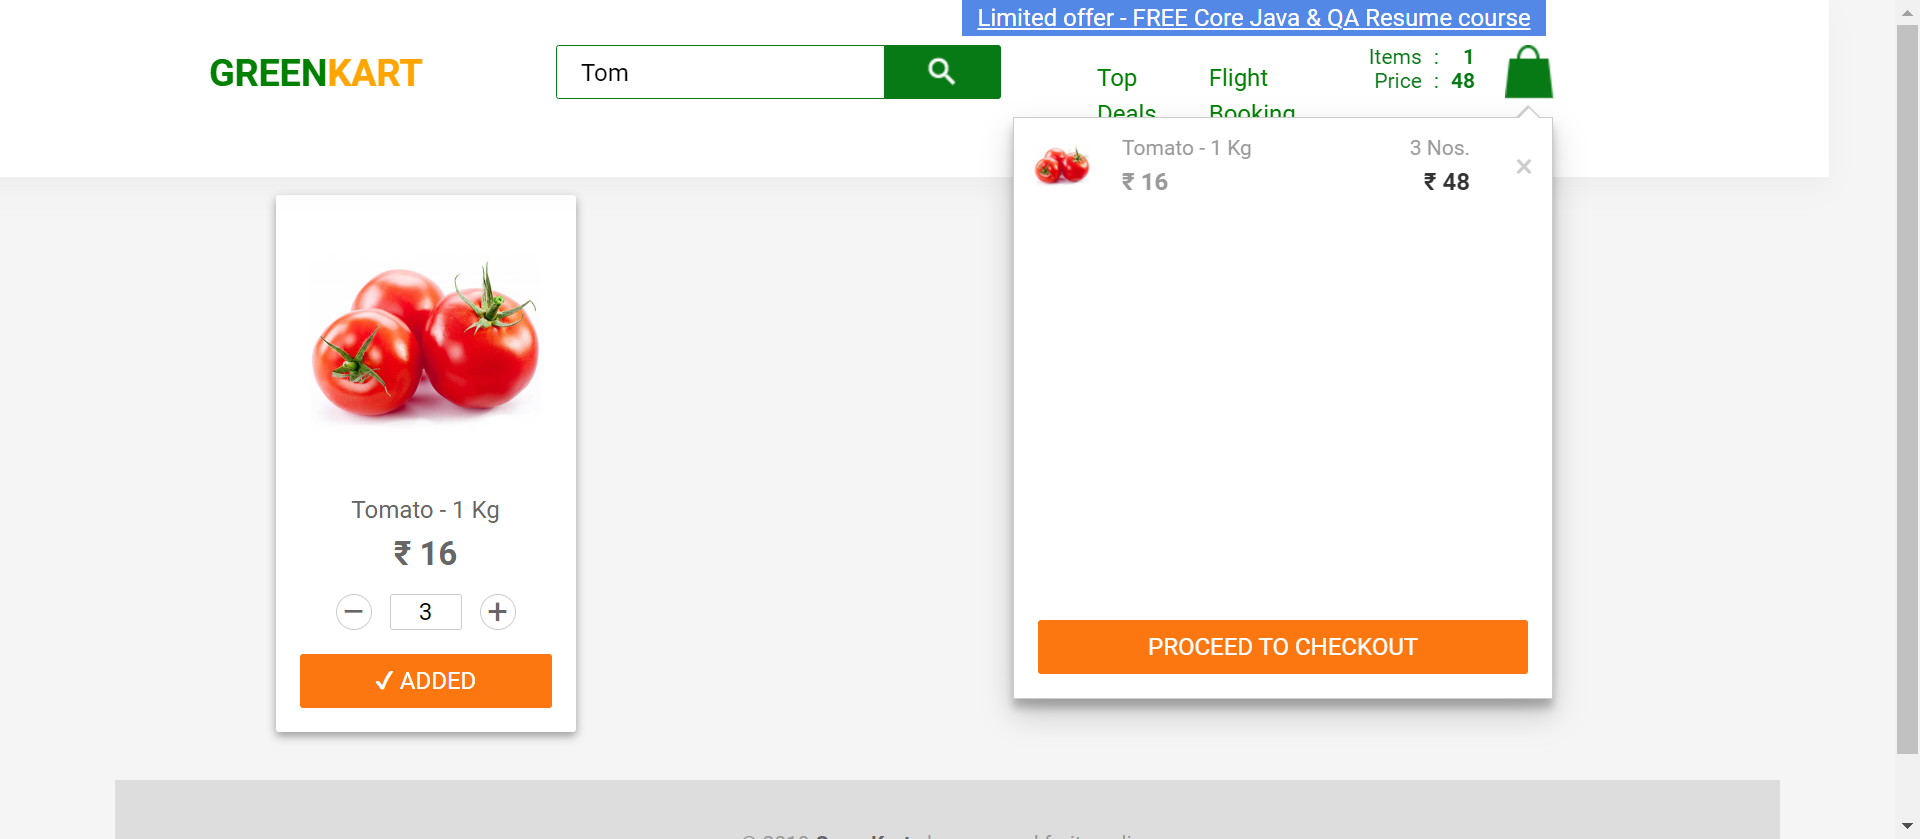 Limited offer - FREE Core Java & QA Resume course
GREENKART
Tom
Top
Deals
Flight
Booking
Items : 1
Price : 48
Tomato - 1 Kg
₹ 16
3 Nos.
₹ 48
×
Tomato - 1 Kg
₹ 16
− 3 +
✓ ADDED
PROCEED TO CHECKOUT